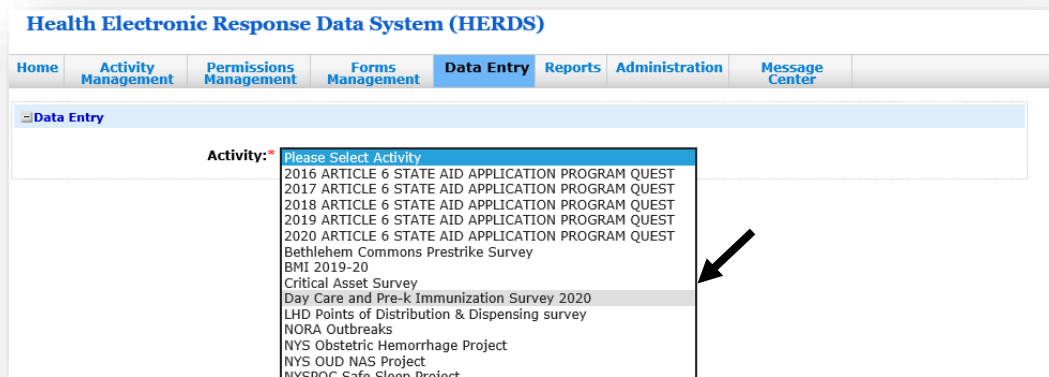 Health Electronic Response Data System (HERDS)
Home
Activity
Management
Permissions
Management
Forms
Management
Data Entry
Reports
Administration
Message
Center
Data Entry
Activity:*
Please Select Activity
2016 ARTICLE 6 STATE AID APPLICATION PROGRAM QUEST
2017 ARTICLE 6 STATE AID APPLICATION PROGRAM QUEST
2018 ARTICLE 6 STATE AID APPLICATION PROGRAM QUEST
2019 ARTICLE 6 STATE AID APPLICATION PROGRAM QUEST
2020 ARTICLE 6 STATE AID APPLICATION PROGRAM QUEST
Bethlehem Commons Prestrike Survey
BMI 2019-20
Critical Asset Survey
Day Care and Pre-k Immunization Survey 2020
LHD Points of Distribution & Dispensing survey
NORA Outbreaks
NYS Obstetric Hemorrhage Project
NYS OUD NAS Project
NYSPQC Safe Sleep Project